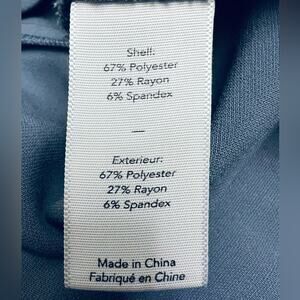 Shell:
67% Polyester
27% Rayon
6% Spandex
—
Exterieur:
67% Polyester
27% Rayon
6% Spandex
Made in China
Fabriqué en Chine